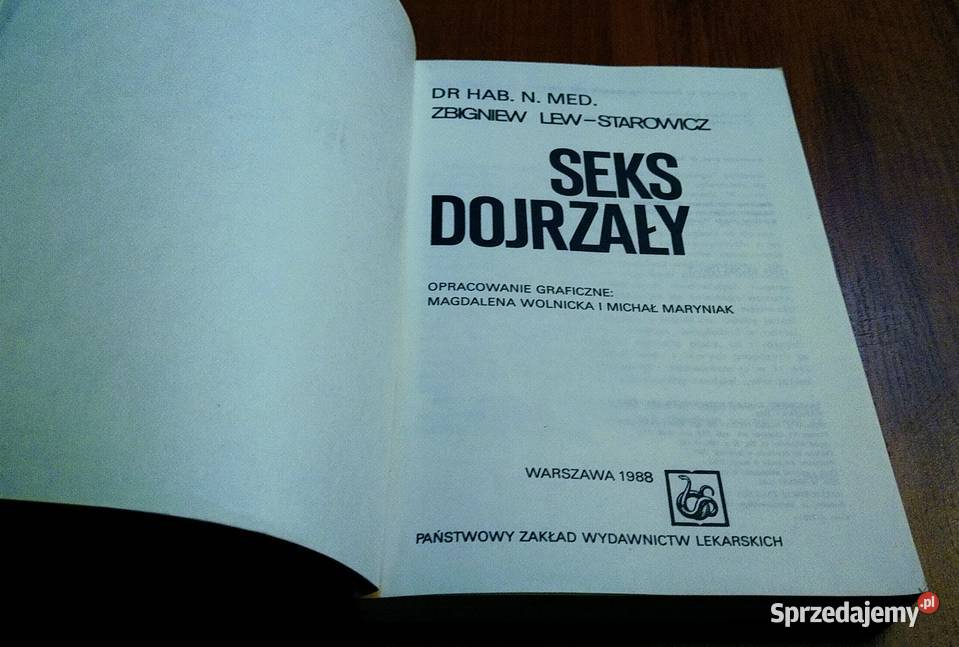 DR HAB. N. MED.
ZBIGNIEW LEW-STAROWICZ
SEKS
DOJRZAŁY
OPRACOWANIE GRAFICZNE:
MAGDALENA WOLNICKA I MICHAŁ MARYNIAK
WARSZAWA 1988
PAŃSTWOWY ZAKŁAD WYDAWNICTW LEKARSKICH
Sprzedajemy.pl